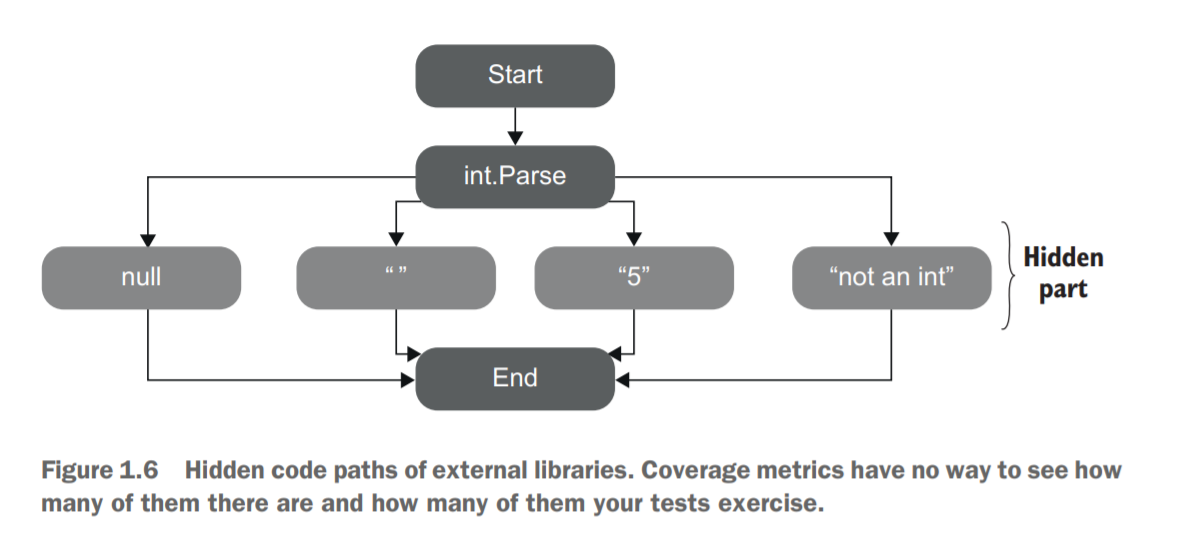 Start
int.Parse
null
“ ”
“5”
“not an int”
Hidden
part
End
Figure 1.6 Hidden code paths of external libraries. Coverage metrics have no way to see how
many of them there are and how many of them your tests exercise.